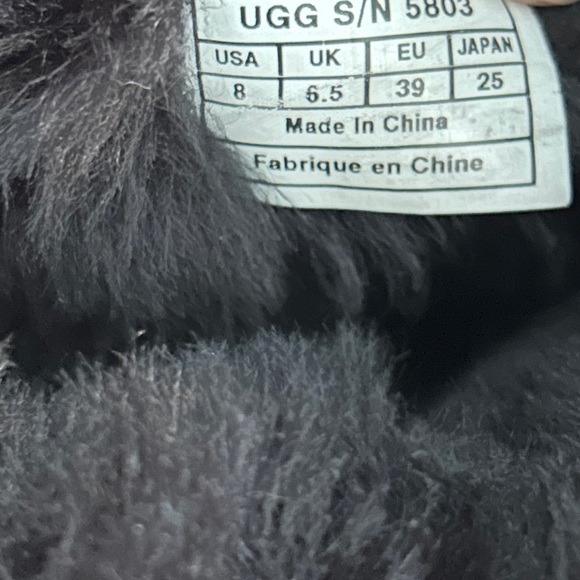 UGG S/N 5803
USA UK EU JAPAN
8 6.5 39 25
Made In China
Fabrique en Chine